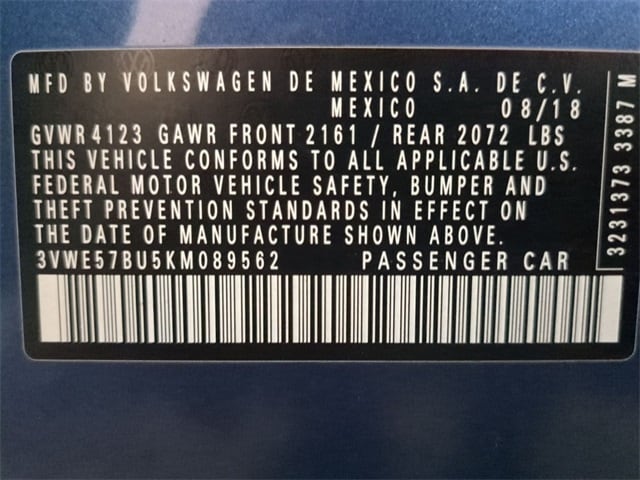 MFD BY VOLKSWAGEN DE MEXICO S.A. DE C.V.
MEXICO 08/18
GVWR 4123 GAWR FRONT 2161 / REAR 2072 LBS
THIS VEHICLE CONFORMS TO ALL APPLICABLE U.S.
FEDERAL MOTOR VEHICLE SAFETY, BUMPER AND
THEFT PREVENTION STANDARDS IN EFFECT ON
THE DATE OF MANUFACTURE SHOWN ABOVE.
3VWE57BU5KM089562 PASSENGER CAR
3231373 3387 M